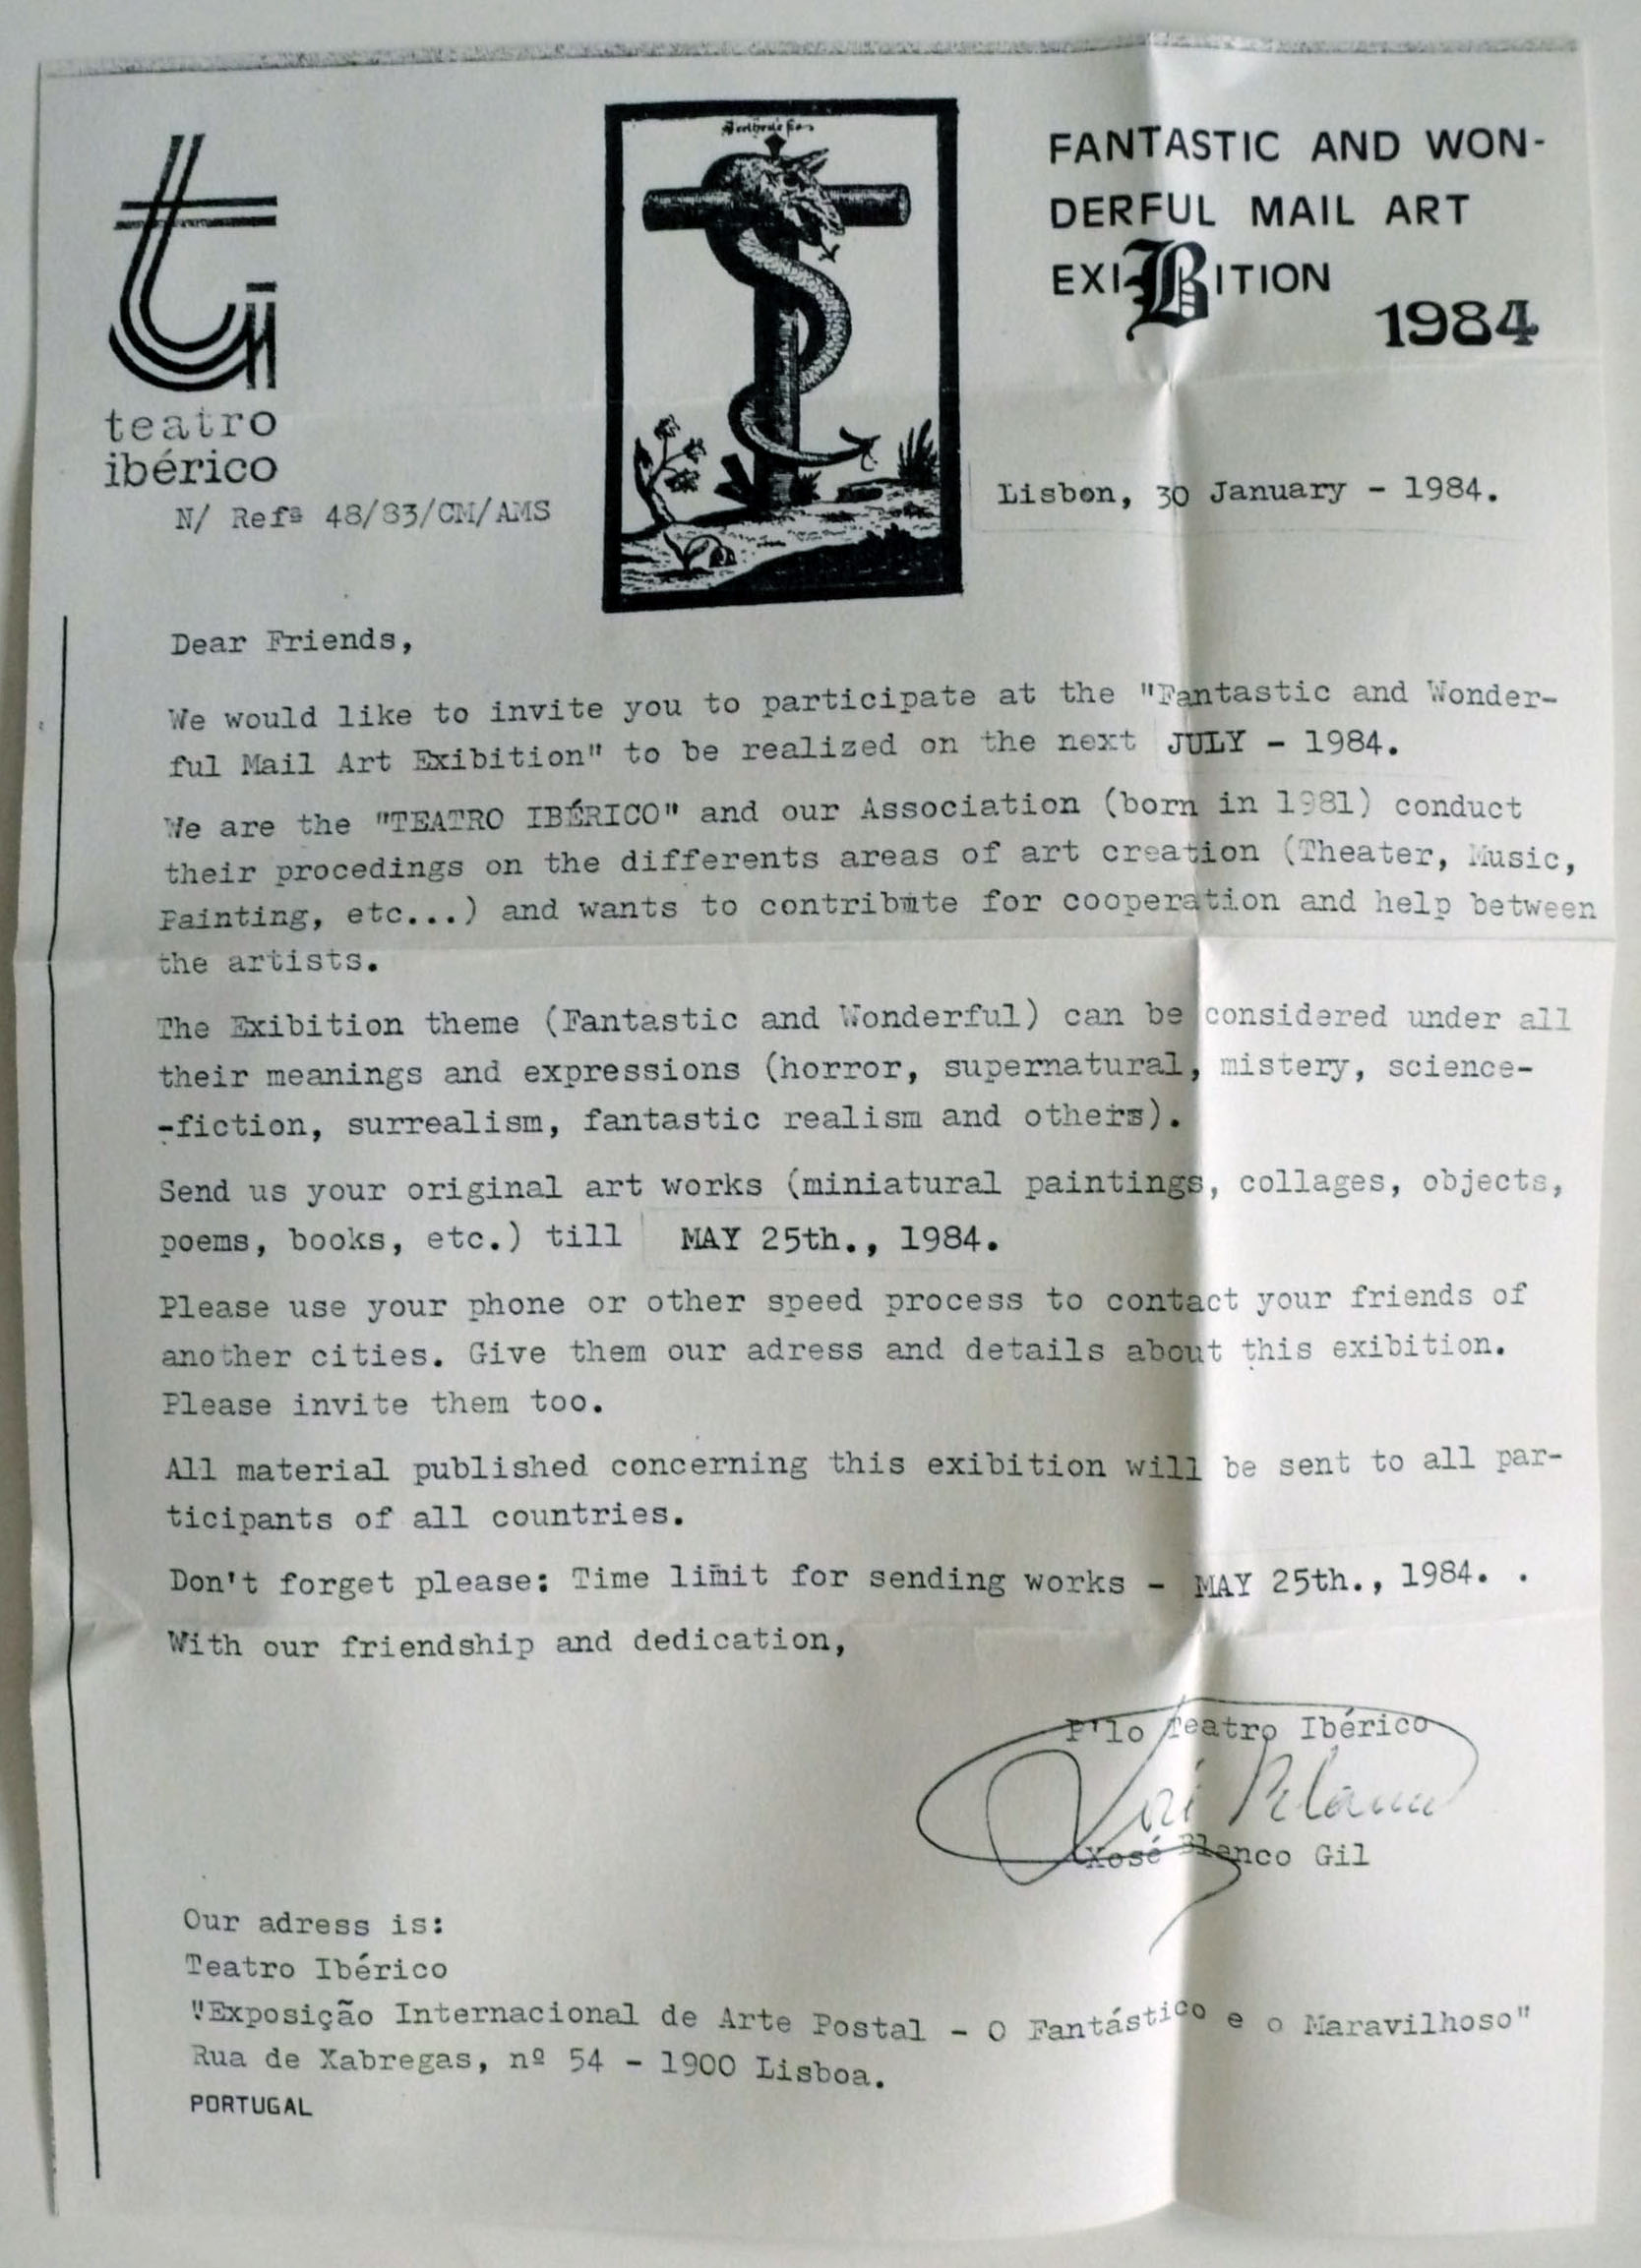 FANTASTIC AND WON-
DERFUL MAIL ART
EXIBITION
1984
ti
teatro
ibérico
N/ Refª 48/83/CM/AMS
Lisbon, 30 January - 1984.
Dear Friends,
We would like to invite you to participate at the "Fantastic and Wonder-
ful Mail Art Exibition" to be realized on the next JULY - 1984.
We are the "TEATRO IBÉRICO" and our Association (born in 1981) conduct
their procedings on the differents areas of art creation (Theater, Music,
Painting, etc...) and wants to contribute for cooperation and help between
the artists.
The Exibition theme (Fantastic and Wonderful) can be considered under all
their meanings and expressions (horror, supernatural, mistery, science-
-fiction, surrealism, fantastic realism and others).
Send us your original art works (miniatural paintings, collages, objects,
poems, books, etc.) till MAY 25th., 1984.
Please use your phone or other speed process to contact your friends of
another cities. Give them our adress and details about this exibition.
Please invite them too.
All material published concerning this exibition will be sent to all par-
ticipants of all countries.
Don't forget please: Time limit for sending works - MAY 25th., 1984. .
With our friendship and dedication,
P'lo Teatro Ibérico
Xosé Blanco Gil
Our adress is:
Teatro Ibérico
"Exposição Internacional de Arte Postal - O Fantástico e o Maravilhoso"
Rua de Xabregas, nº 54 - 1900 Lisboa.
PORTUGAL